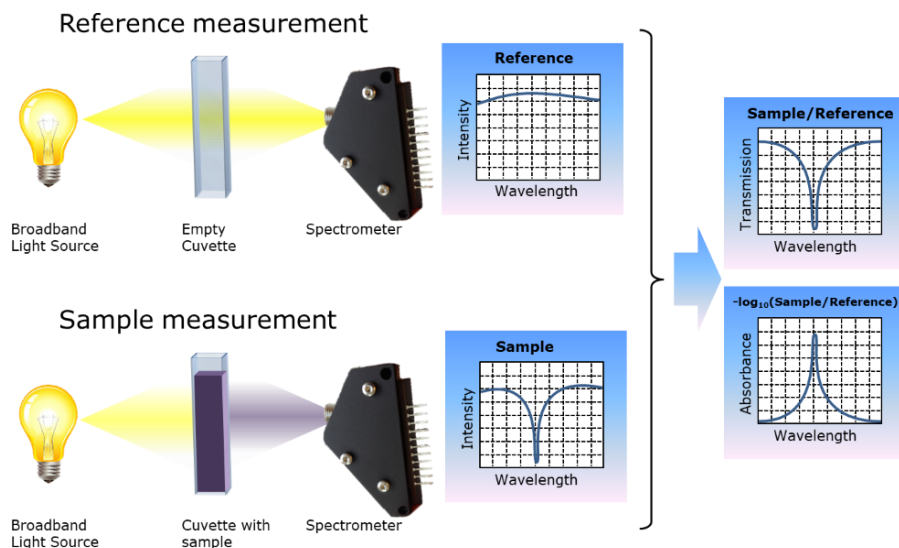 Reference measurement
Broadband
Light Source
Empty
Cuvette
Spectrometer
Reference
Intensity
Wavelength
Sample measurement
Broadband
Light Source
Cuvette with
sample
Spectrometer
Sample
Intensity
Wavelength
Sample/Reference
Transmission
Wavelength
-log₁₀(Sample/Reference)
Absorbance
Wavelength